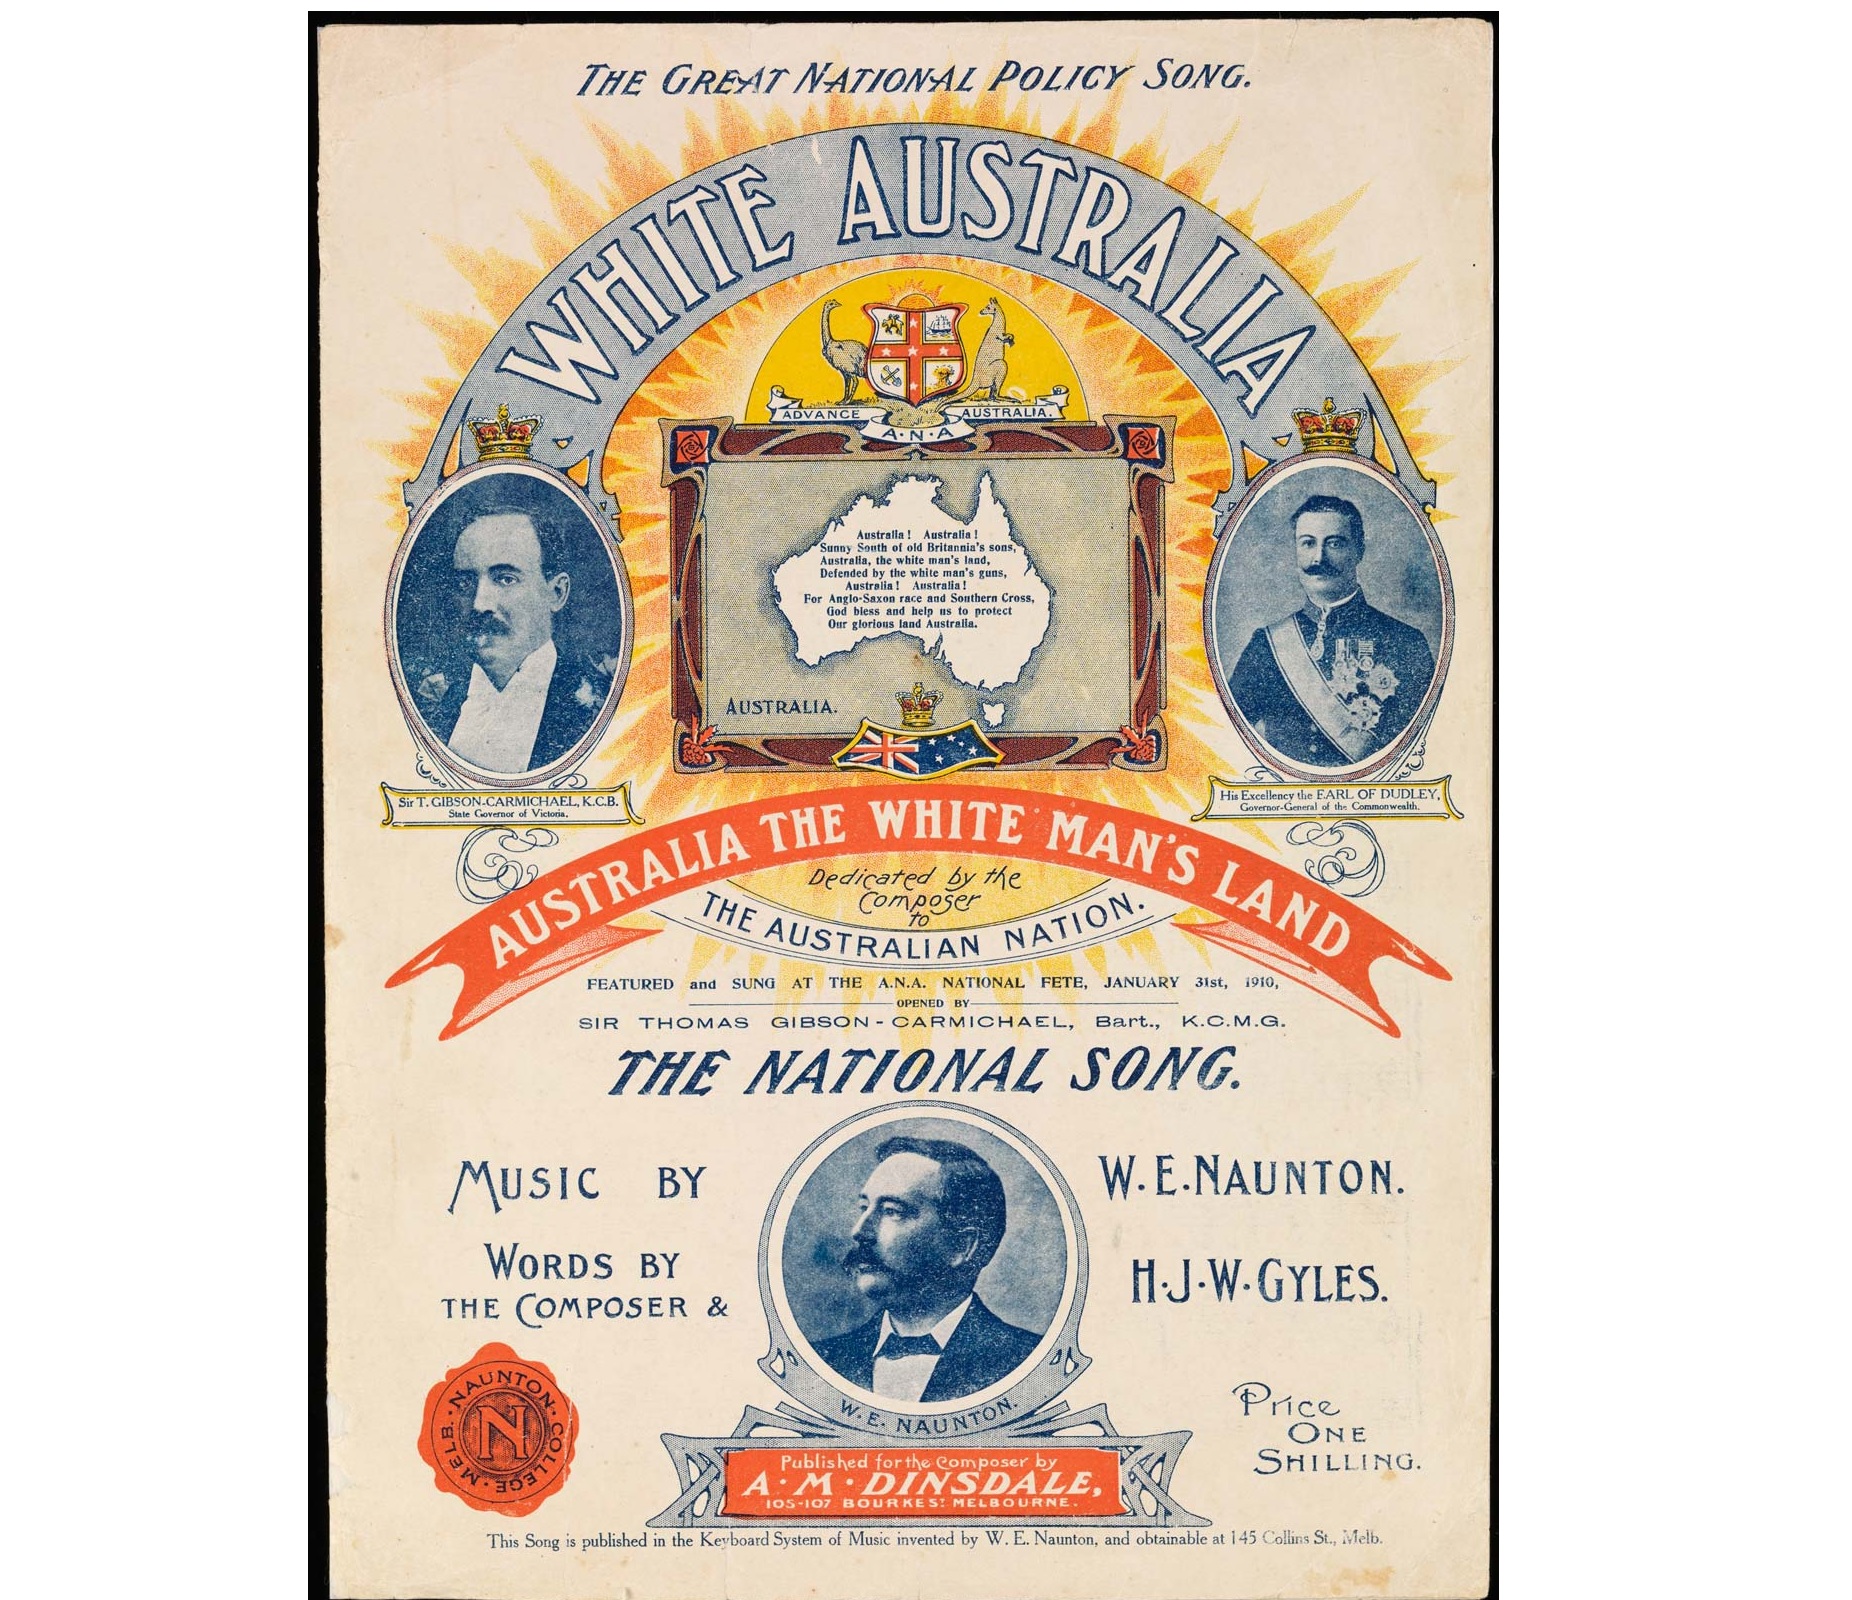 THE GREAT NATIONAL POLICY SONG.
WHITE AUSTRALIA
ADVANCE AUSTRALIA.
A·N·A
Australia! Australia!
Sunny South of old Britannia's sons,
Australia, the white man's land,
Defended by the white man's guns,
Australia! Australia!
For Anglo-Saxon race and Southern Cross,
God bless and help us to protect
Our glorious land Australia.
AUSTRALIA.
Sir T. GIBSON-CARMICHAEL, K.C.B.
State Governor of Victoria.
His Excellency the EARL OF DUDLEY,
Governor-General of the Commonwealth.
AUSTRALIA THE WHITE MAN'S LAND
Dedicated by the
Composer
to
THE AUSTRALIAN NATION.
FEATURED and SUNG AT THE A.N.A. NATIONAL FETE, JANUARY 31st, 1910,
OPENED BY
SIR THOMAS GIBSON-CARMICHAEL, Bart., K.C.M.G.
THE NATIONAL SONG.
MUSIC BY W.E.NAUNTON.
WORDS BY
THE COMPOSER & H·J·W·GYLES.
W.E. NAUNTON.
NAUNTON·COLLEGE·MELB.
N
Price
ONE
SHILLING.
Published for the Composer by
A·M·DINSDALE,
105-107 BOURKE ST MELBOURNE.
This Song is published in the Keyboard System of Music invented by W. E. Naunton, and obtainable at 145 Collins St., Melb.